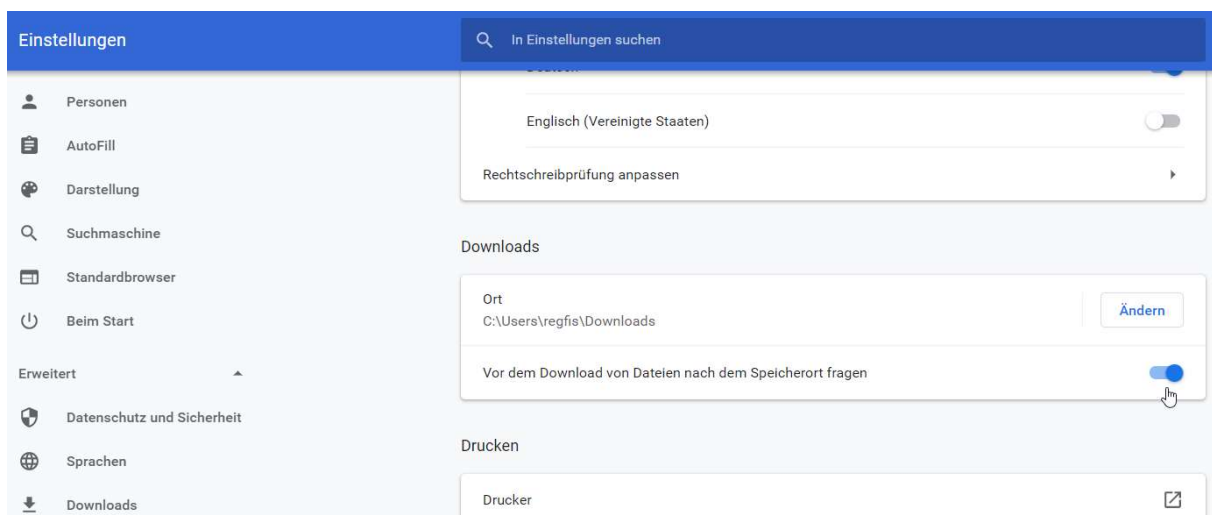 Einstellungen
In Einstellungen suchen
Personen
AutoFill
Darstellung
Suchmaschine
Standardbrowser
Beim Start
Erweitert
Datenschutz und Sicherheit
Sprachen
Downloads
Englisch (Vereinigte Staaten)
Rechtschreibprüfung anpassen
Downloads
Ort
C:\Users\regfis\Downloads
Ändern
Vor dem Download von Dateien nach dem Speicherort fragen
Drucken
Drucker